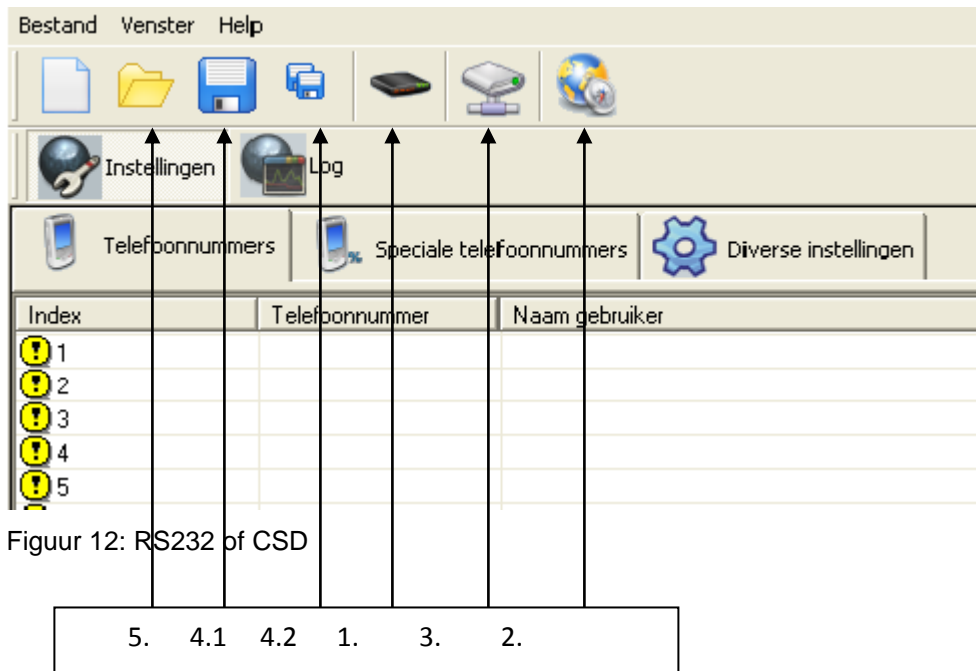 Bestand Venster Help
Instellingen Log
Telefoonnummers Speciale telefoonnummers Diverse instellingen
Index Telefoonnummer Naam gebruiker
1
2
3
4
5
Figuur 12: RS232 of CSD
5. 4.1 4.2 1. 3. 2.